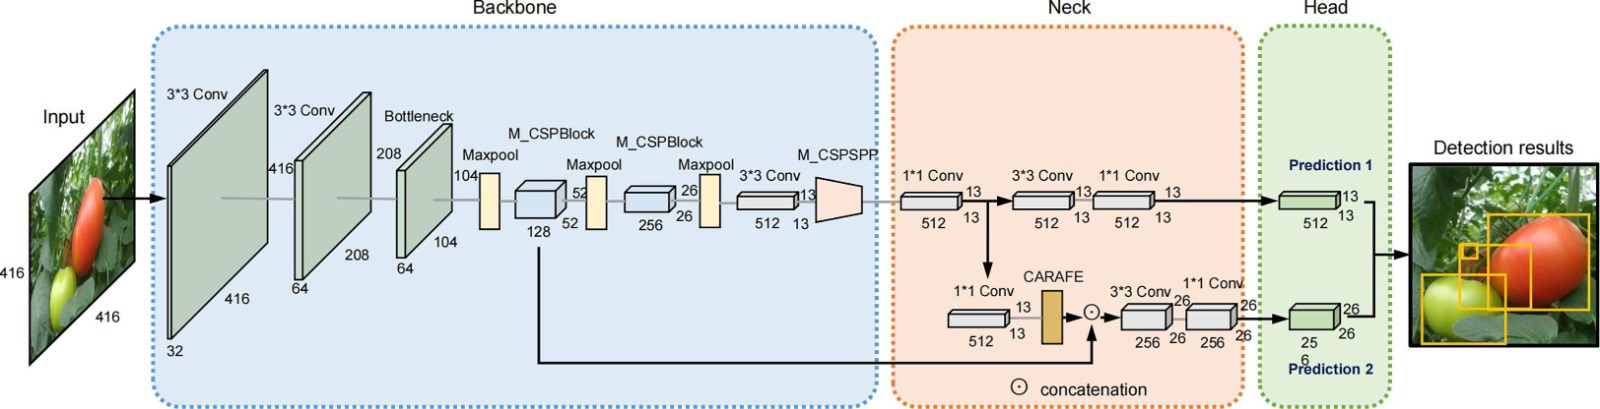 Backbone
Neck
Head
Input
416
416
3*3 Conv
416
416
32
3*3 Conv
208
208
64
Bottleneck
104
104
64
Maxpool
M_CSPBlock
52
52
128
Maxpool
M_CSPBlock
26
26
256
Maxpool
3*3 Conv
13
13
512
M_CSPSPP
1*1 Conv
13
13
512
3*3 Conv
13
13
512
1*1 Conv
13
13
512
1*1 Conv
13
13
512
CARAFE
3*3 Conv
26
26
256
1*1 Conv
26
26
256
concatenation
Prediction 1
13
13
512
26
26
25
6
Prediction 2
Detection results